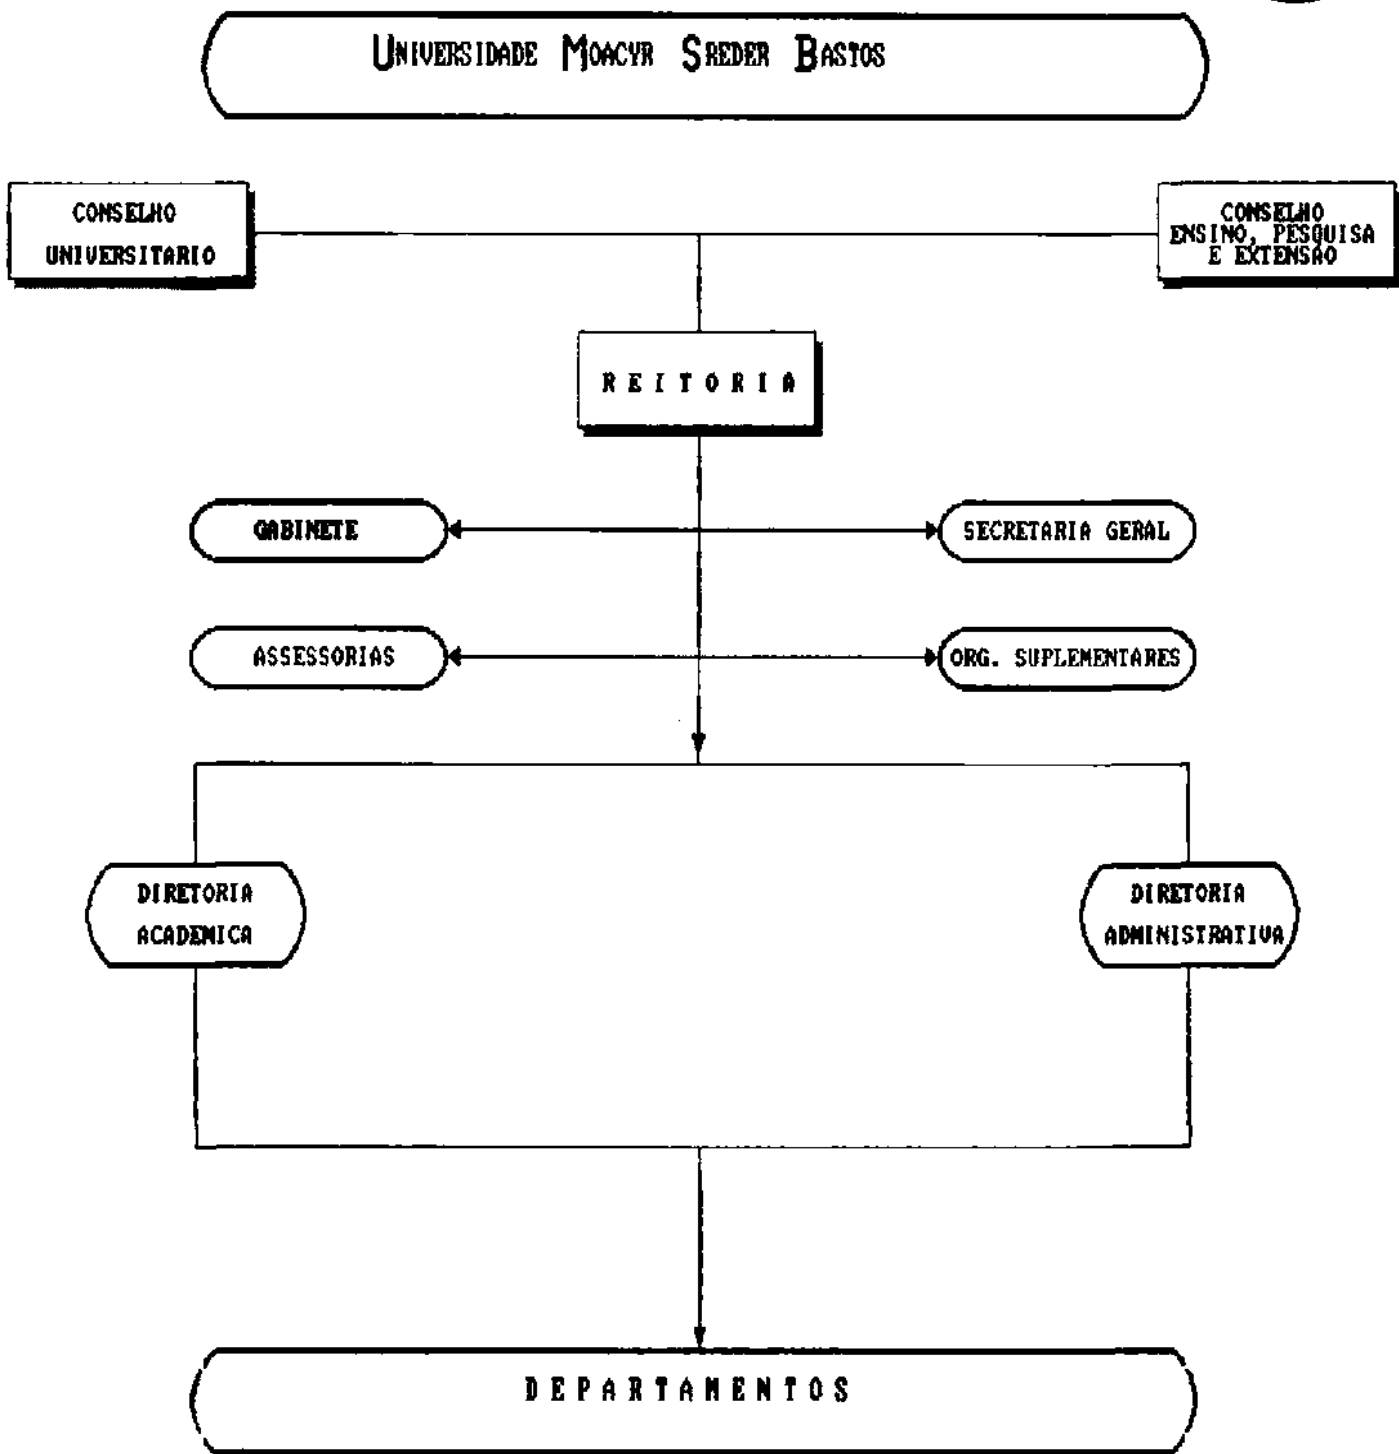 UNIVERSIDADE MOACYR SREDER BASTOS
CONSELHO
UNIVERSITARIO
CONSELHO
ENSINO, PESQUISA
E EXTENSÃO
REITORIA
GABINETE
SECRETARIA GERAL
ASSESSORIAS
ORG. SUPLEMENTARES
DIRETORIA
ACADEMICA
DIRETORIA
ADMINISTRATIVA
DEPARTAMENTOS